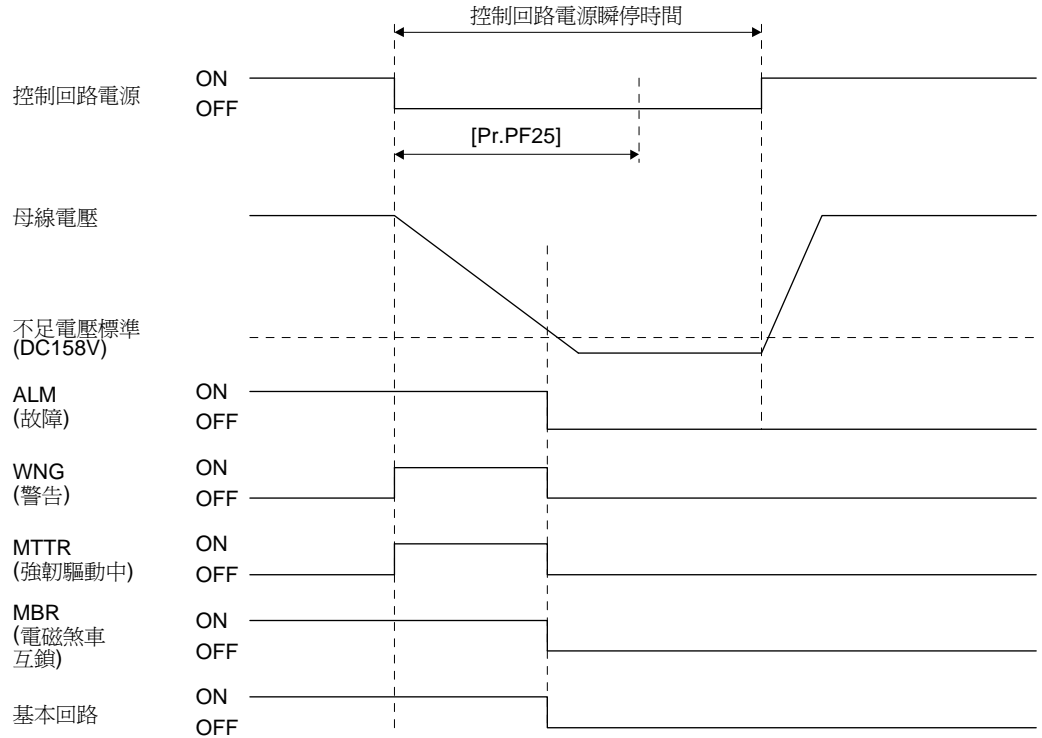 控制回路電源瞬停時間
控制回路電源
ON
OFF
[Pr.PF25]
母線電壓
不足電壓標準
(DC158V)
ALM
(故障)
ON
OFF
WNG
(警告)
ON
OFF
MTTR
(強韌驅動中)
ON
OFF
MBR
(電磁煞車
互鎖)
ON
OFF
基本回路
ON
OFF